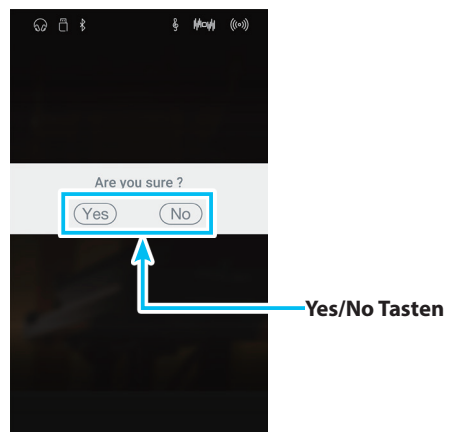 Are you sure ?
Yes No
Yes/No Tasten